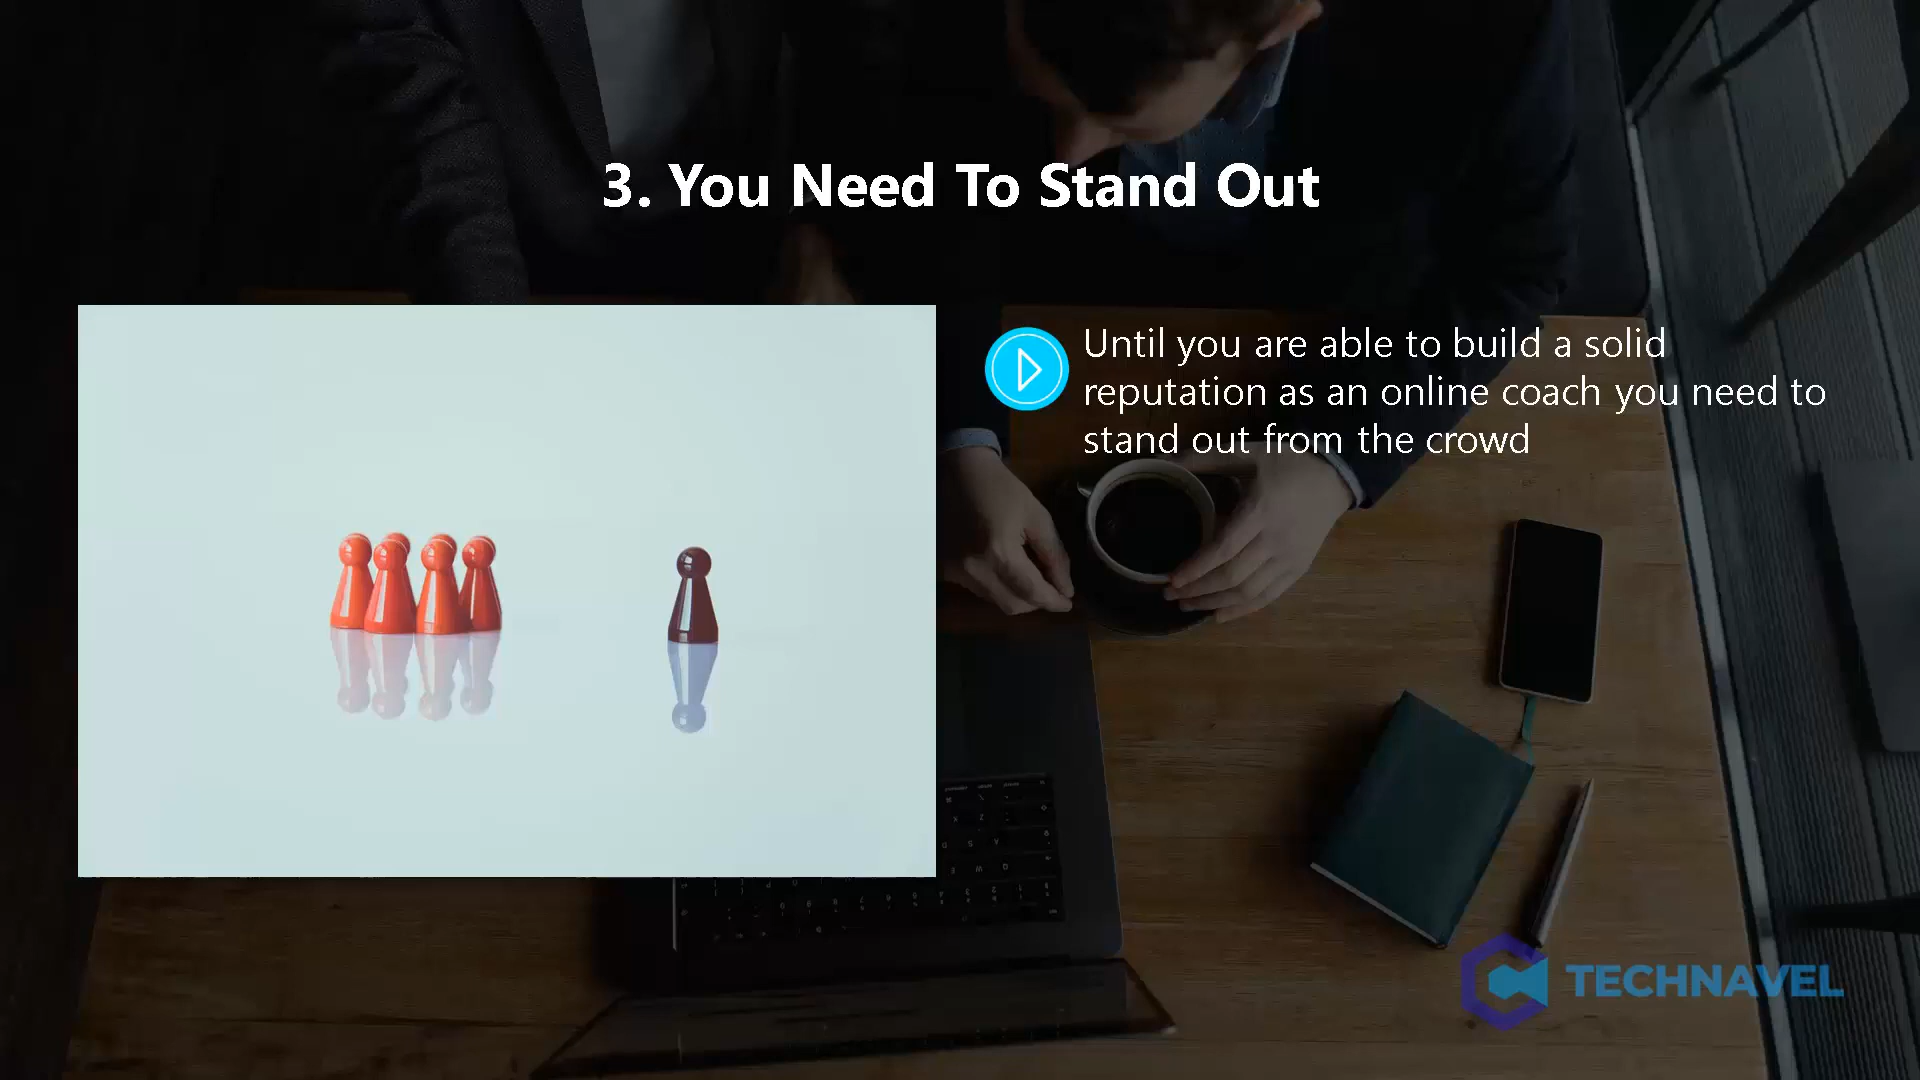 3. You Need To Stand Out
Until you are able to build a solid
reputation as an online coach you need to
stand out from the crowd
TECHNAVEL